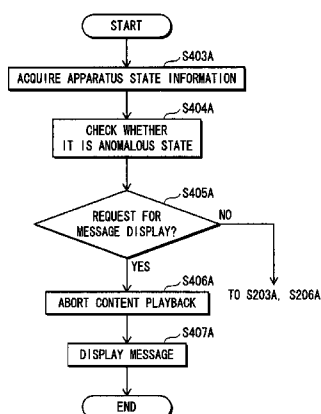 START
S403A
ACQUIRE APPARATUS STATE INFORMATION
S404A
CHECK WHETHER
IT IS ANOMALOUS STATE
S405A
REQUEST FOR
MESSAGE DISPLAY?
NO
YES
TO S203A, S206A
S406A
ABORT CONTENT PLAYBACK
S407A
DISPLAY MESSAGE
END